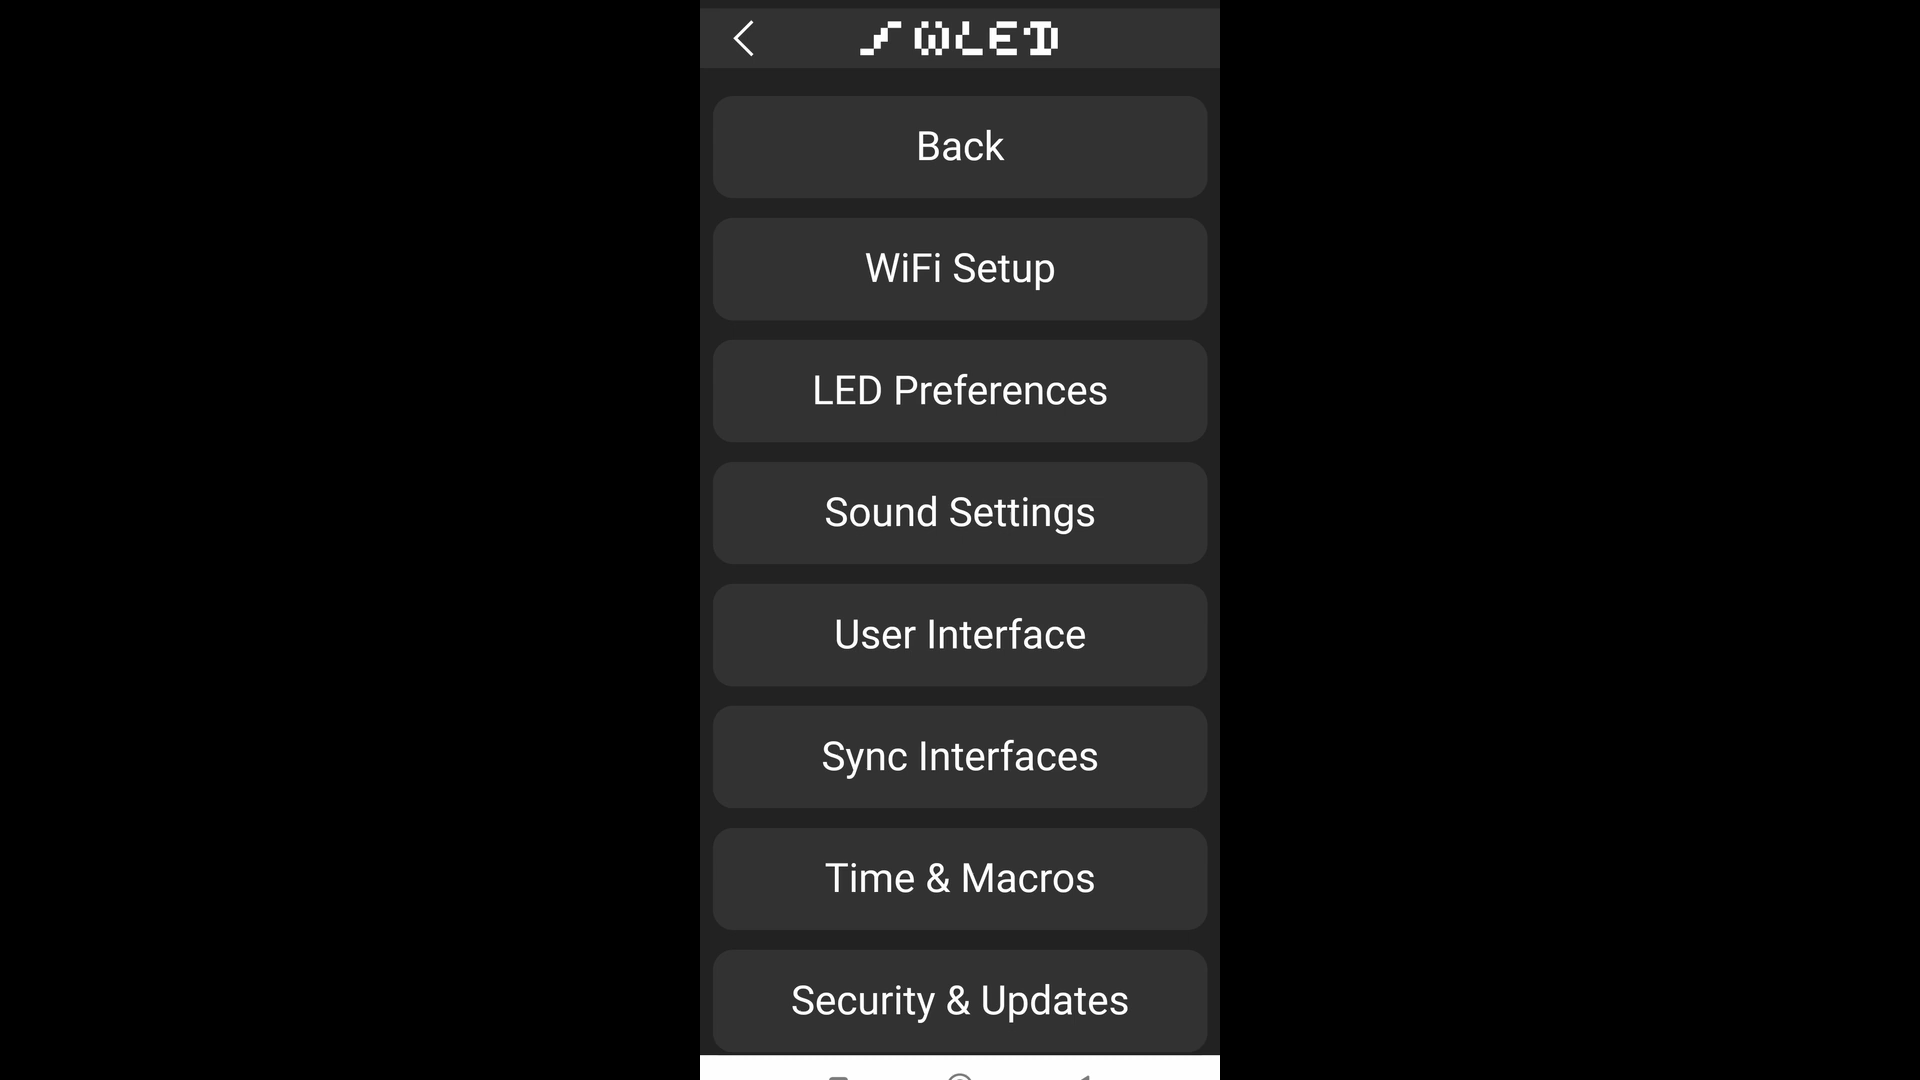 WLED
Back
WiFi Setup
LED Preferences
Sound Settings
User Interface
Sync Interfaces
Time & Macros
Security & Updates